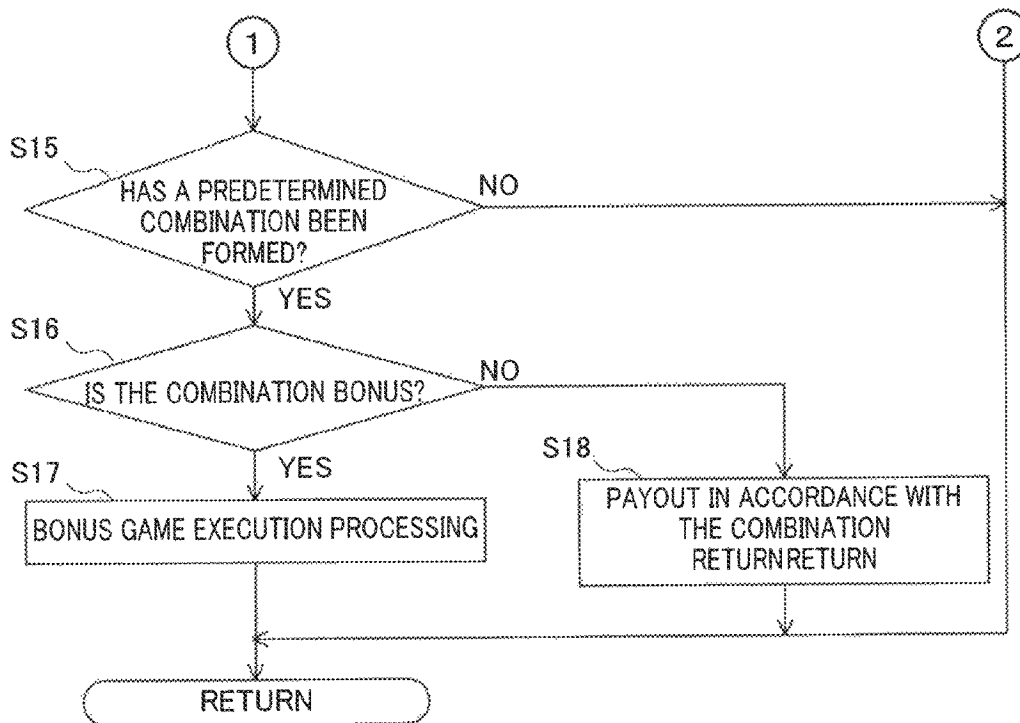 1
2
S15
HAS A PREDETERMINED
COMBINATION BEEN
FORMED?
NO
YES
S16
IS THE COMBINATION BONUS?
NO
YES
S17
BONUS GAME EXECUTION PROCESSING
S18
PAYOUT IN ACCORDANCE WITH
THE COMBINATION
RETURNRETURN
RETURN